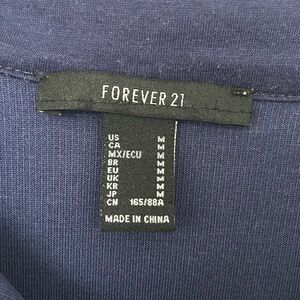 FOREVER 21
US M
CA M
MX/ECU M
BR M
EU M
UK M
KR M
JP M
CN 165/88A
MADE IN CHINA